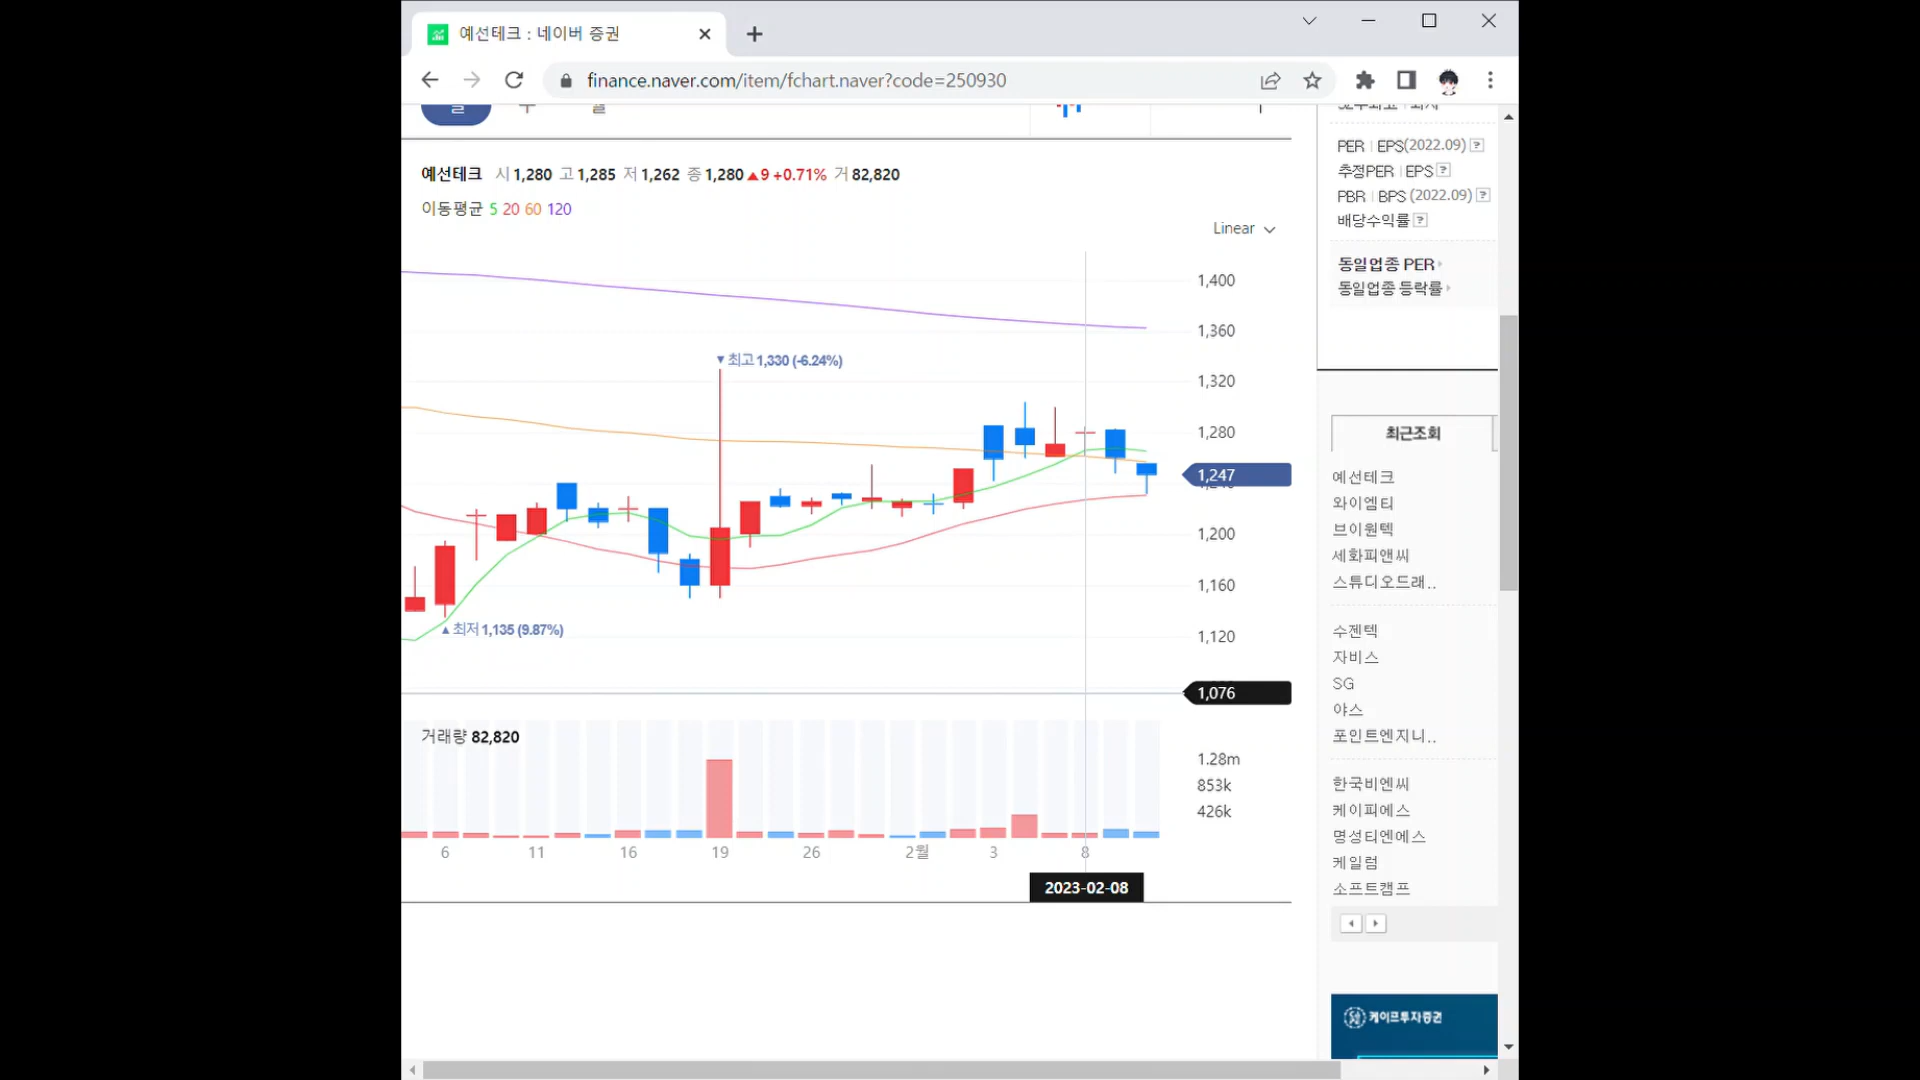 예선테크 : 네이버 증권
finance.naver.com/item/fchart.naver?code=250930
예선테크 시 1,280 고 1,285 저 1,262 종 1,280 ▲9 +0.71% 거 82,820
이동평균 5 20 60 120
Linear
1,400
1,360
▼최고 1,330 (-6.24%)
1,320
1,280
1,247
1,200
1,160
▲최저 1,135 (9.87%)
1,120
1,076
거래량 82,820
1.28m
853k
426k
6 11 16 19 26 2월 3 8
2023-02-08
PER | EPS(2022.09) ?
추정PER | EPS ?
PBR | BPS (2022.09) ?
배당수익률 ?
동일업종 PER
동일업종 등락률
최근조회
예선테크
와이엠티
브이원텍
세화피앤씨
스튜디오드래..
수젠텍
자비스
SG
야스
포인트엔지니..
한국비엔씨
케이피에스
명성티엔에스
케일럼
소프트캠프
케이프투자증권